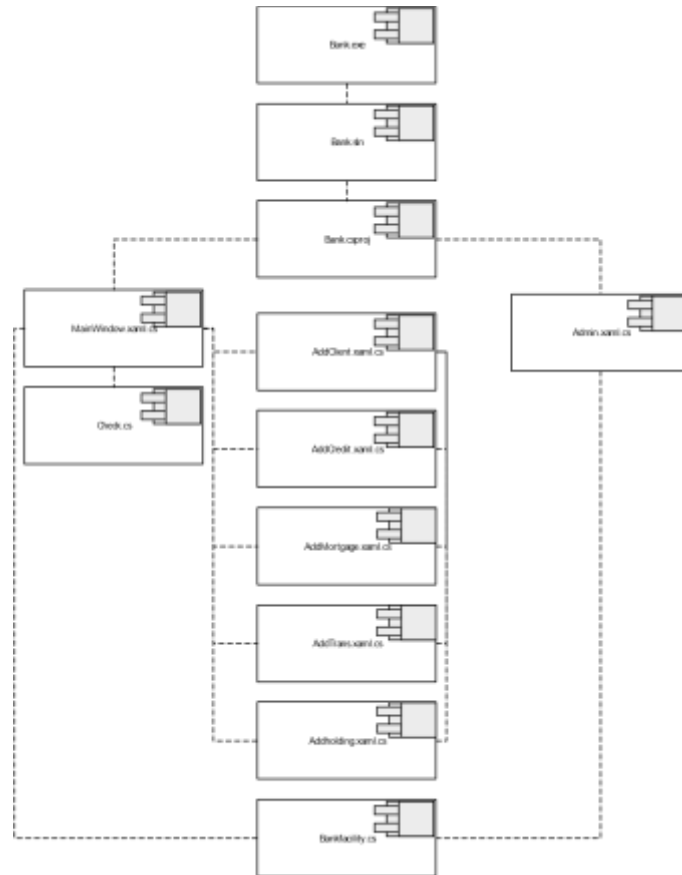 Bank.exe
Bank.sln
Bank.csproj
MainWindow.xaml.cs
Admin.xaml.cs
AddClient.xaml.cs
Check.cs
AddCredit.xaml.cs
AddMortgage.xaml.cs
AddTrans.xaml.cs
Addholding.xaml.cs
Bankfacility.cs